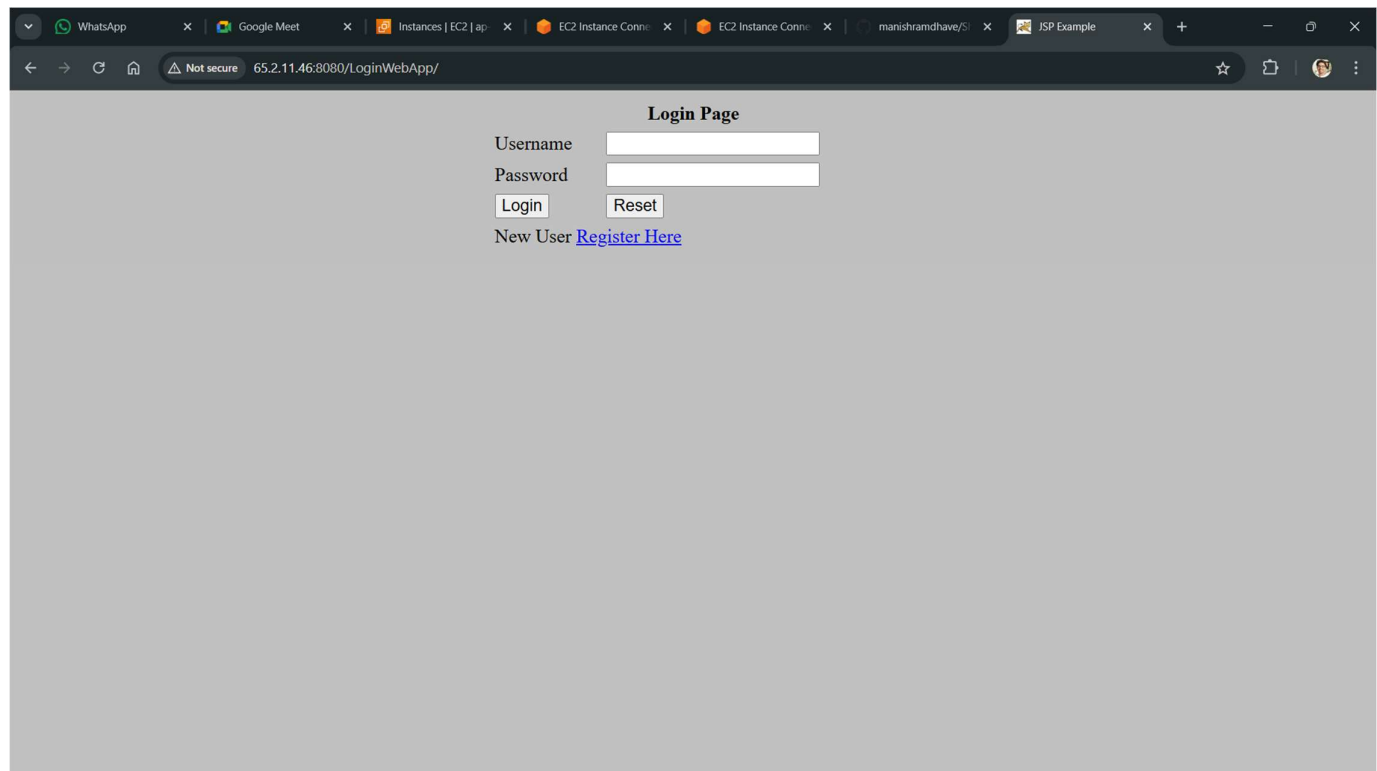 WhatsApp
Google Meet
Instances | EC2 | ap-
EC2 Instance Conne
EC2 Instance Conne
manishramdhave/S
JSP Example
Not secure 65.2.11.46:8080/LoginWebApp/
Login Page
Username
Password
Login Reset
New User Register Here